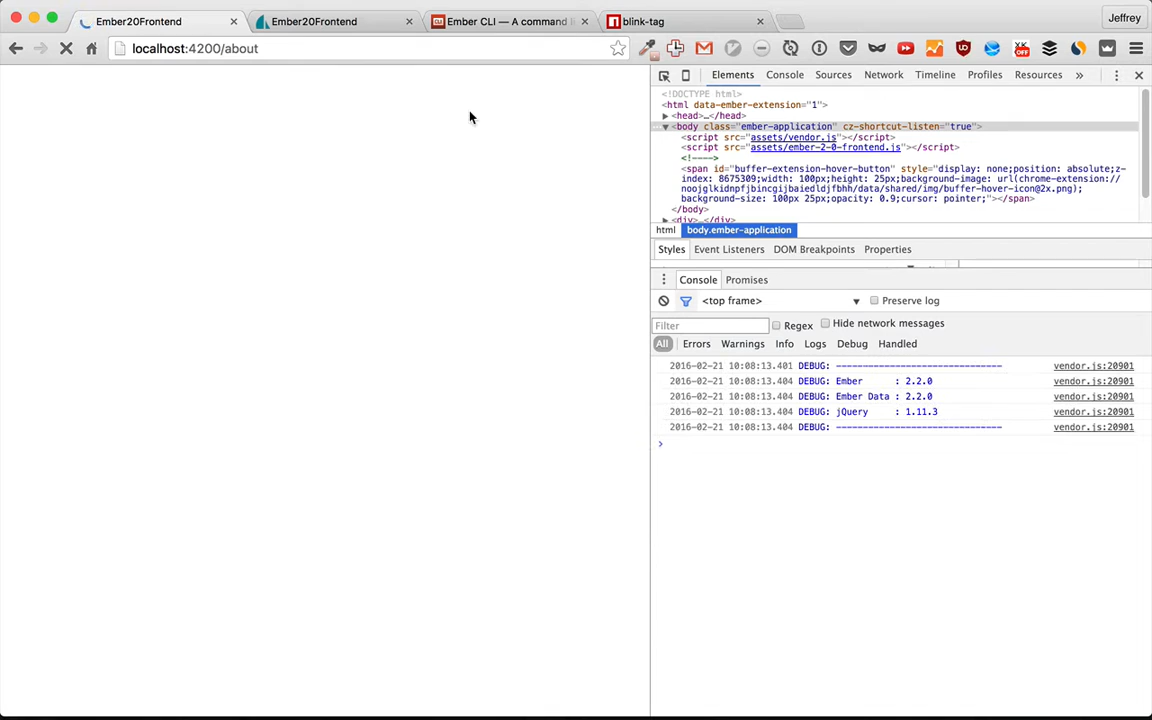 Ember20Frontend
Ember20Frontend
Ember CLI — A command
blink-tag
Jeffrey
localhost:4200/about
Elements Console Sources Network Timeline Profiles Resources »
<!DOCTYPE html>
<html data-ember-extension="1">
<head>…</head>
<body class="ember-application" cz-shortcut-listen="true">
<script src="assets/vendor.js"></script>
<script src="assets/ember-2-0-frontend.js"></script>
<!---->
<span id="buffer-extension-hover-button" style="display: none;position: absolute;z-
index: 8675309;width: 100px;height: 25px;background-image: url(chrome-extension://
noojglkidnpfjbincgijbaiedldjfbhh/data/shared/img/buffer-hover-icon@2x.png);
background-size: 100px 25px;opacity: 0.9;cursor: pointer;"></span>
</body>
<div>…</div>
html body.ember-application
Styles Event Listeners DOM Breakpoints Properties
Console Promises
<top frame> Preserve log
Filter Regex Hide network messages
All Errors Warnings Info Logs Debug Handled
2016-02-21 10:08:13.401 DEBUG: ------------------------------- vendor.js:20901
2016-02-21 10:08:13.404 DEBUG: Ember : 2.2.0 vendor.js:20901
2016-02-21 10:08:13.404 DEBUG: Ember Data : 2.2.0 vendor.js:20901
2016-02-21 10:08:13.404 DEBUG: jQuery : 1.11.3 vendor.js:20901
2016-02-21 10:08:13.404 DEBUG: ------------------------------- vendor.js:20901
>